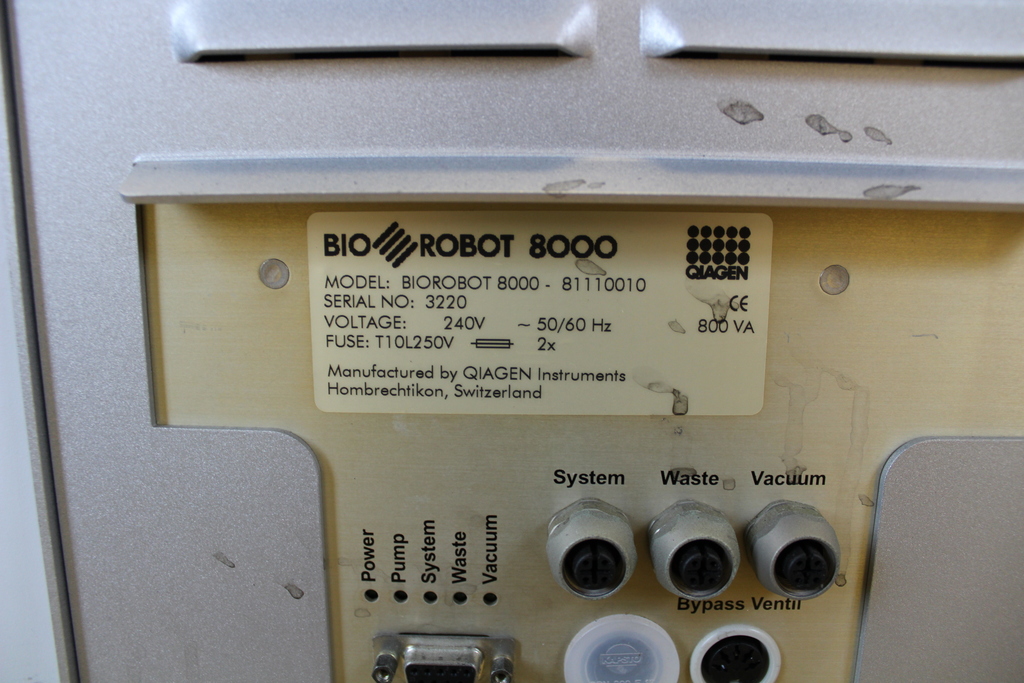 BIO ROBOT 8000
QIAGEN
MODEL: BIOROBOT 8000 - 81110010
SERIAL NO: 3220
CE
VOLTAGE: 240V ~ 50/60 Hz 800 VA
FUSE: T10L250V 2x
Manufactured by QIAGEN Instruments
Hombrechtikon, Switzerland
System Waste Vacuum
Power
Pump
System
Waste
Vacuum
Bypass Ventil
KAPSTO